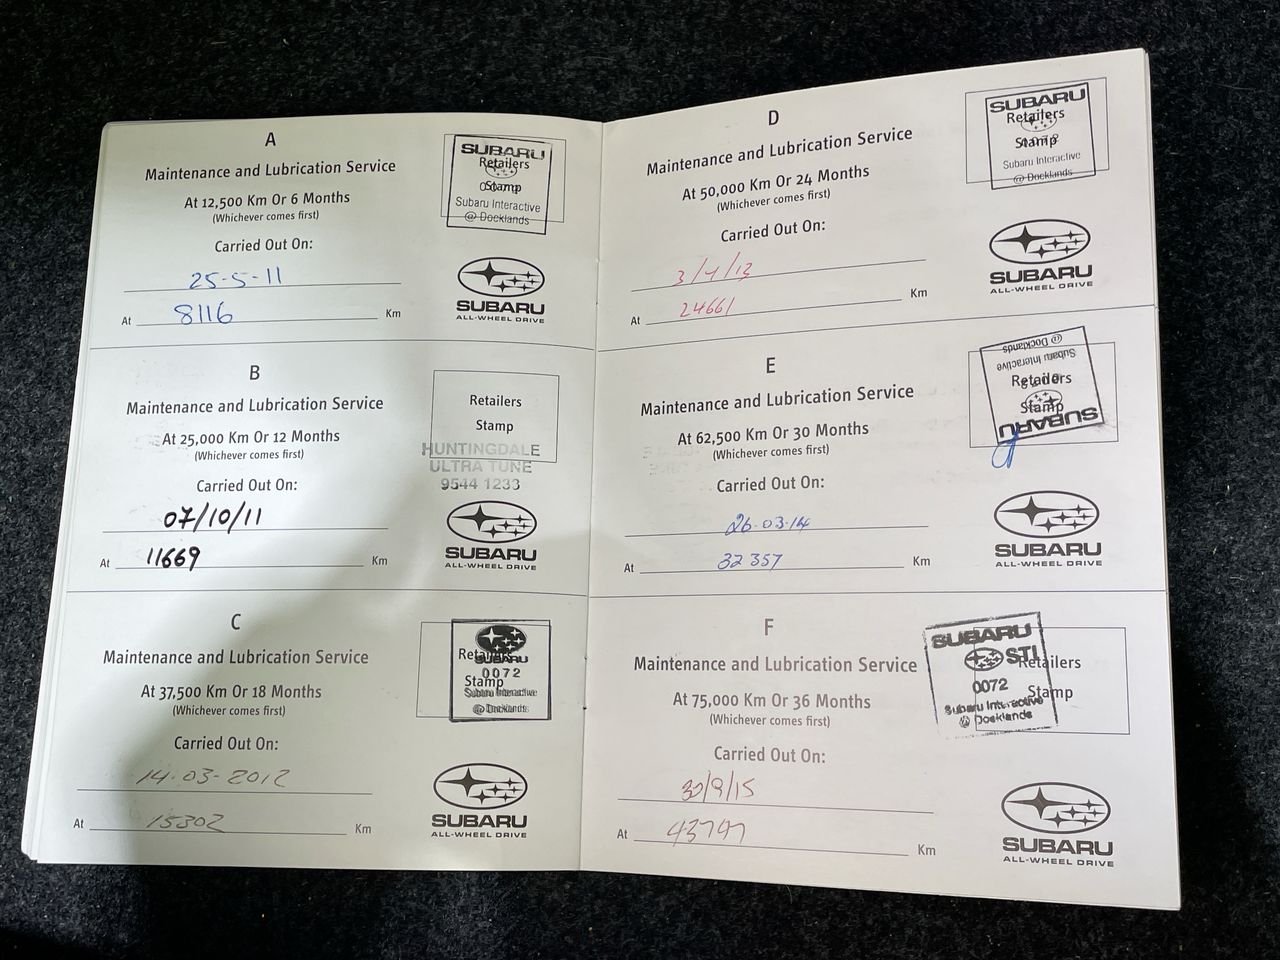 A
Maintenance and Lubrication Service
At 12,500 Km Or 6 Months
(Whichever comes first)
Carried Out On:
25-5-11
At 8116 Km
SUBARU
Retailers
Stamp
Subaru Interactive
@ Docklands
SUBARU
ALL-WHEEL DRIVE
B
Maintenance and Lubrication Service
At 25,000 Km Or 12 Months
(Whichever comes first)
Carried Out On:
07/10/11
At 11669 Km
Retailers
Stamp
HUNTINGDALE
ULTRA TUNE
9544 1233
SUBARU
ALL-WHEEL DRIVE
C
Maintenance and Lubrication Service
At 37,500 Km Or 18 Months
(Whichever comes first)
Carried Out On:
14-03-2012
At 15302 Km
Retailers
SUBARU
0072
Stamp
Subaru Interactive
@ Docklands
SUBARU
ALL-WHEEL DRIVE
D
Maintenance and Lubrication Service
At 50,000 Km Or 24 Months
(Whichever comes first)
Carried Out On:
At 24661 Km
SUBARU
Retailers
Stamp
Subaru Interactive
@ Docklands
SUBARU
ALL-WHEEL DRIVE
E
Maintenance and Lubrication Service
At 62,500 Km Or 30 Months
(Whichever comes first)
Carried Out On:
26-03-14
At 32357 Km
@ Docklands
Subaru Interactive
Retailers
Stamp
SUBARU
SUBARU
ALL-WHEEL DRIVE
F
Maintenance and Lubrication Service
At 75,000 Km Or 36 Months
(Whichever comes first)
Carried Out On:
30/9/15
At 43747 Km
SUBARU
STI
Retailers
0072
Stamp
Subaru Interactive
@ Docklands
SUBARU
ALL-WHEEL DRIVE